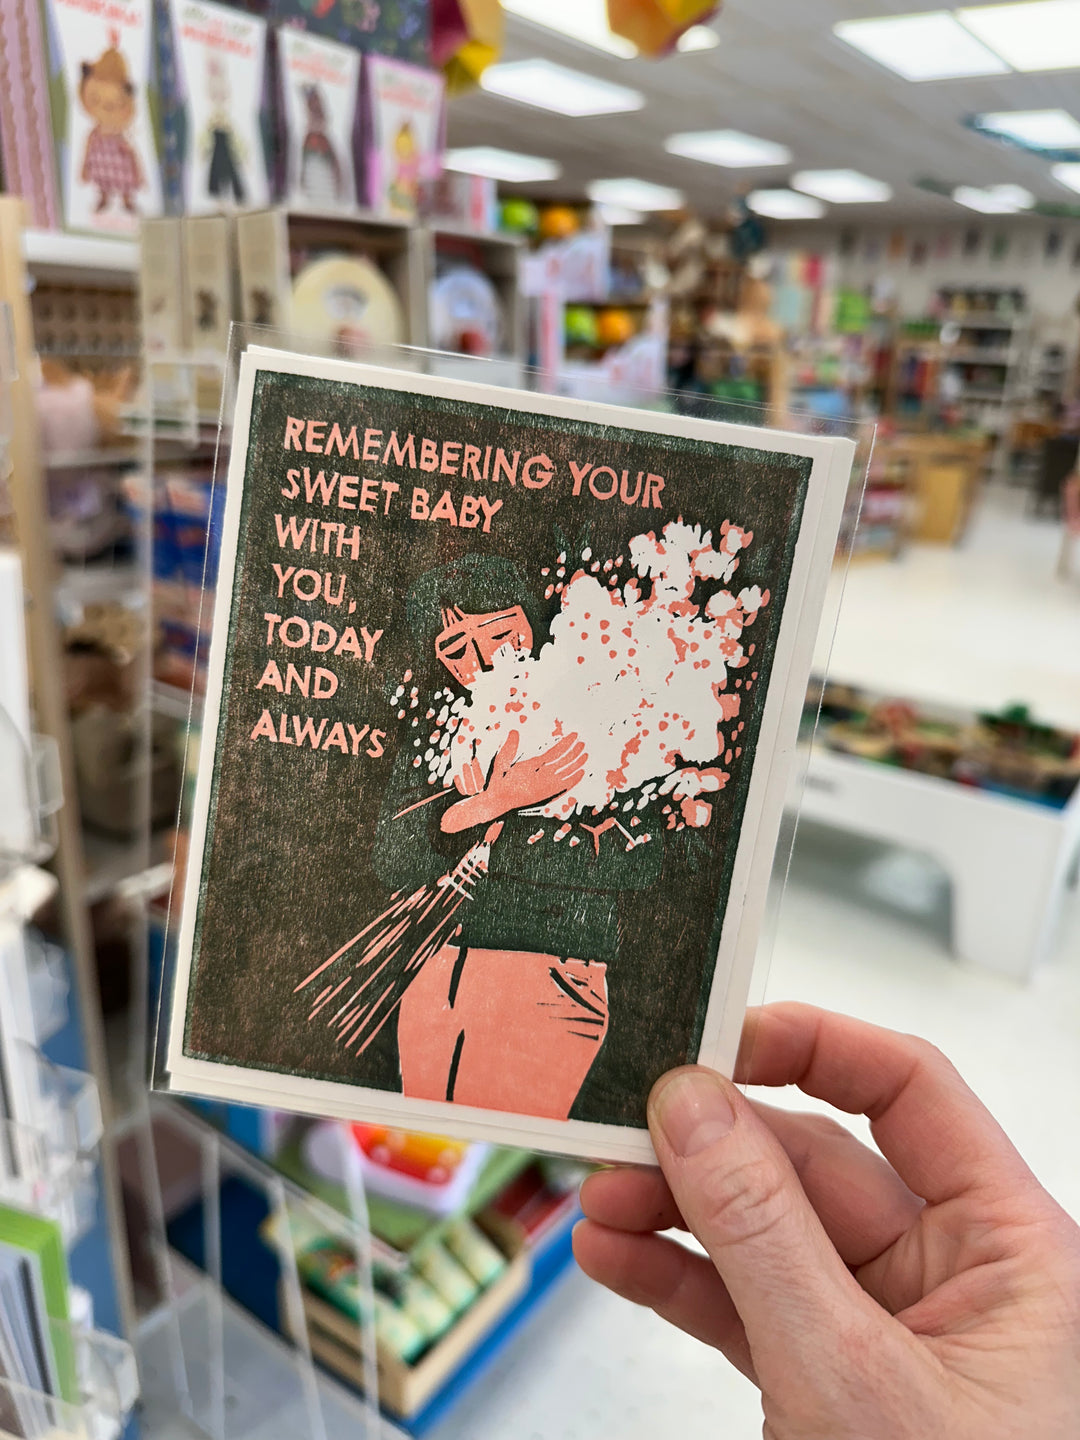 REMEMBERING YOUR
SWEET BABY
WITH
YOU,
TODAY
AND
ALWAYS